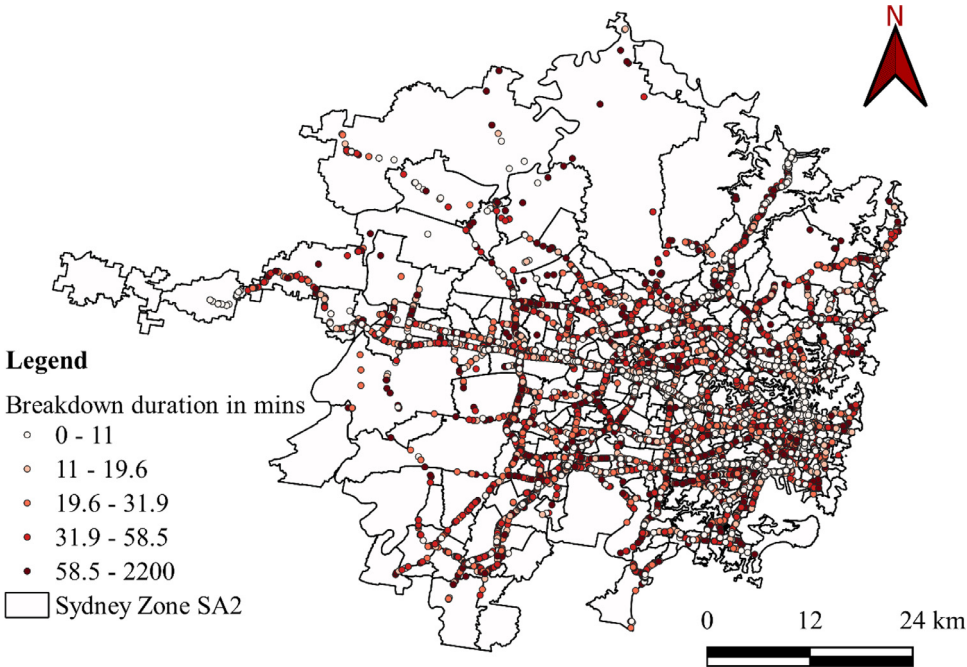 N
Legend
Breakdown duration in mins
0 - 11
11 - 19.6
19.6 - 31.9
31.9 - 58.5
58.5 - 2200
Sydney Zone SA2
0 12 24 km